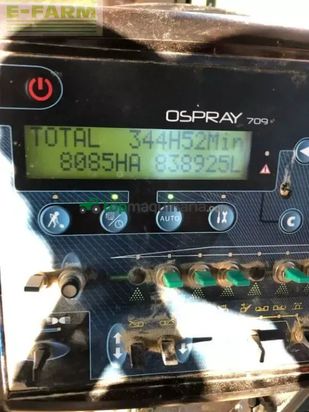 E-FARM
OSPRAY 709
TOTAL 344H52Min
8085HA 838925L
AUTO
C